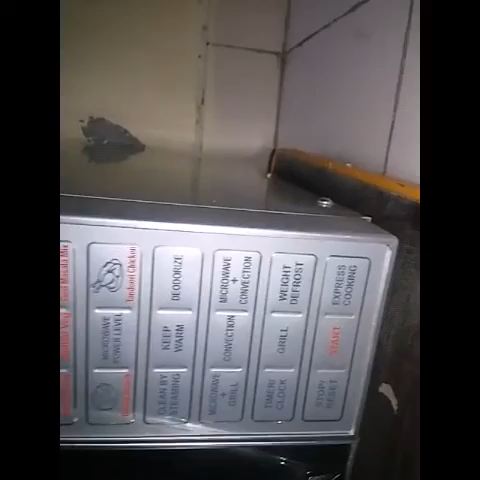 Tandoori Chicken
MICROWAVE
POWER LEVEL
DEODORIZE
KEEP
WARM
CLEAN BY
STEAMING
MICROWAVE
+
CONVECTION
CONVECTION
MICROWAVE
+
GRILL
WEIGHT
DEFROST
GRILL
TIMER/
CLOCK
EXPRESS
COOKING
START
STOP/
RESET